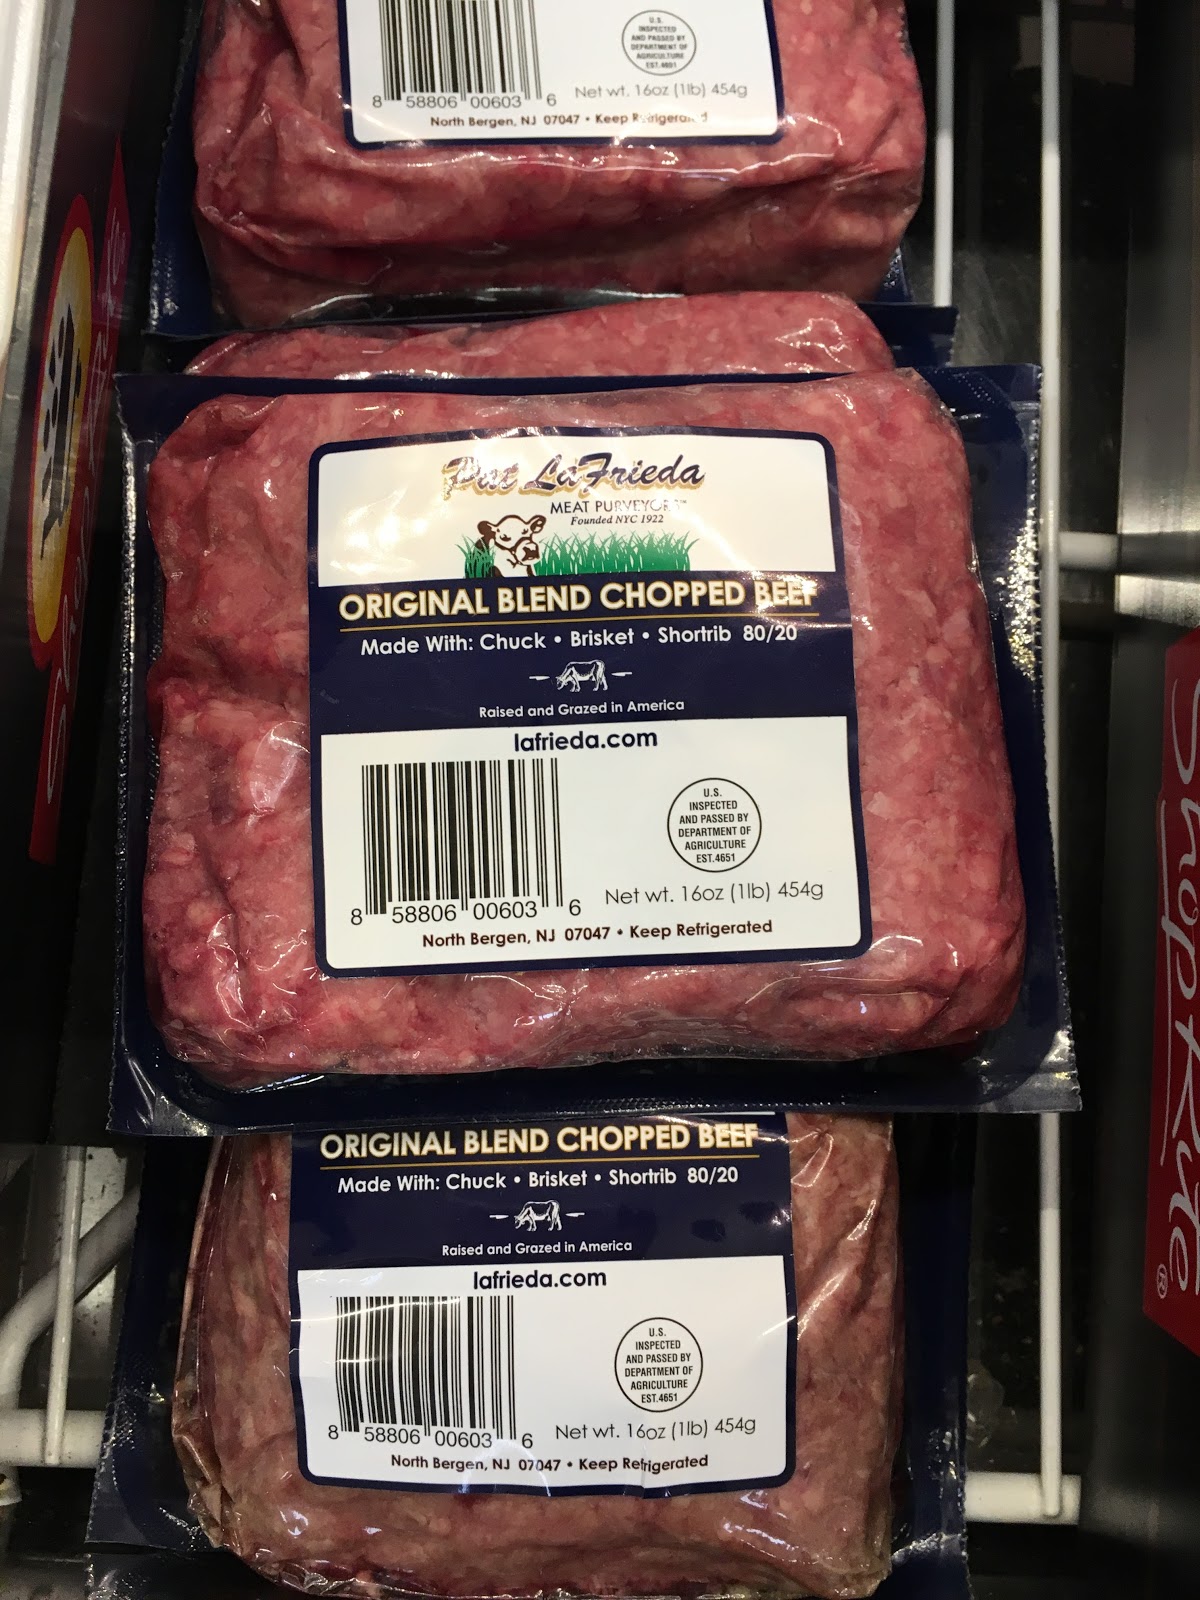 U.S.
INSPECTED
AND PASSED BY
DEPARTMENT OF
AGRICULTURE
EST.4651
8 58806 00603 6
Net wt. 16oz (1lb) 454g
North Bergen, NJ 07047 • Keep Refrigerated
Pat LaFrieda
MEAT PURVEYORS™
Founded NYC 1922
ORIGINAL BLEND CHOPPED BEEF
Made With: Chuck • Brisket • Shortrib 80/20
Raised and Grazed in America
lafrieda.com
U.S.
INSPECTED
AND PASSED BY
DEPARTMENT OF
AGRICULTURE
EST.4651
Net wt. 16oz (1lb) 454g
8 58806 00603 6
North Bergen, NJ 07047 • Keep Refrigerated
ORIGINAL BLEND CHOPPED BEEF
Made With: Chuck • Brisket • Shortrib 80/20
Raised and Grazed in America
lafrieda.com
U.S.
INSPECTED
AND PASSED BY
DEPARTMENT OF
AGRICULTURE
EST.4651
Net wt. 16oz (1lb) 454g
8 58806 00603 6
North Bergen, NJ 07047 • Keep Refrigerated
ShopRite®